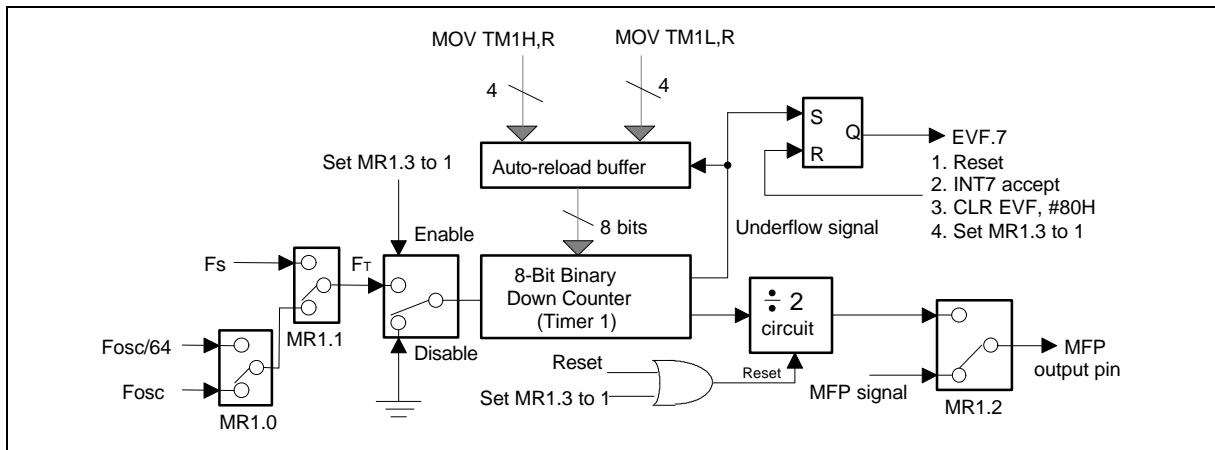 MOV TM1H,R
MOV TM1L,R
4
4
S
Q
R
EVF.7
1. Reset
2. INT7 accept
3. CLR EVF, #80H
4. Set MR1.3 to 1
Set MR1.3 to 1
Auto-reload buffer
8 bits
Underflow signal
Enable
Fs
FT
8-Bit Binary
Down Counter
(Timer 1)
÷ 2
circuit
MR1.1
Disable
Fosc/64
Fosc
MR1.0
Reset
Set MR1.3 to 1
Reset
MFP signal
MFP
output pin
MR1.2